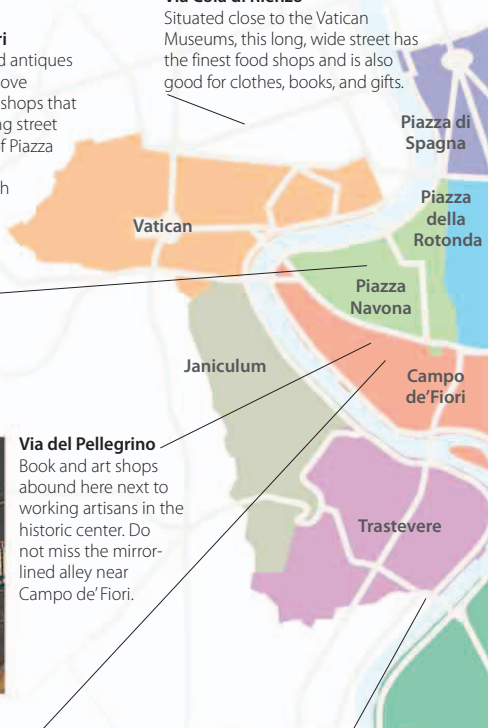 Situated close to the Vatican
Museums, this long, wide street has
the finest food shops and is also
good for clothes, books, and gifts.
ri
d antiques
ove
shops that
ng street
f Piazza
h
Piazza di
Spagna
Piazza
della
Rotonda
Vatican
Piazza
Navona
Janiculum
Campo
de'Fiori
Via del Pellegrino
Book and art shops
abound here next to
working artisans in the
historic center. Do
not miss the mirror-
lined alley near
Campo de' Fiori.
Trastevere